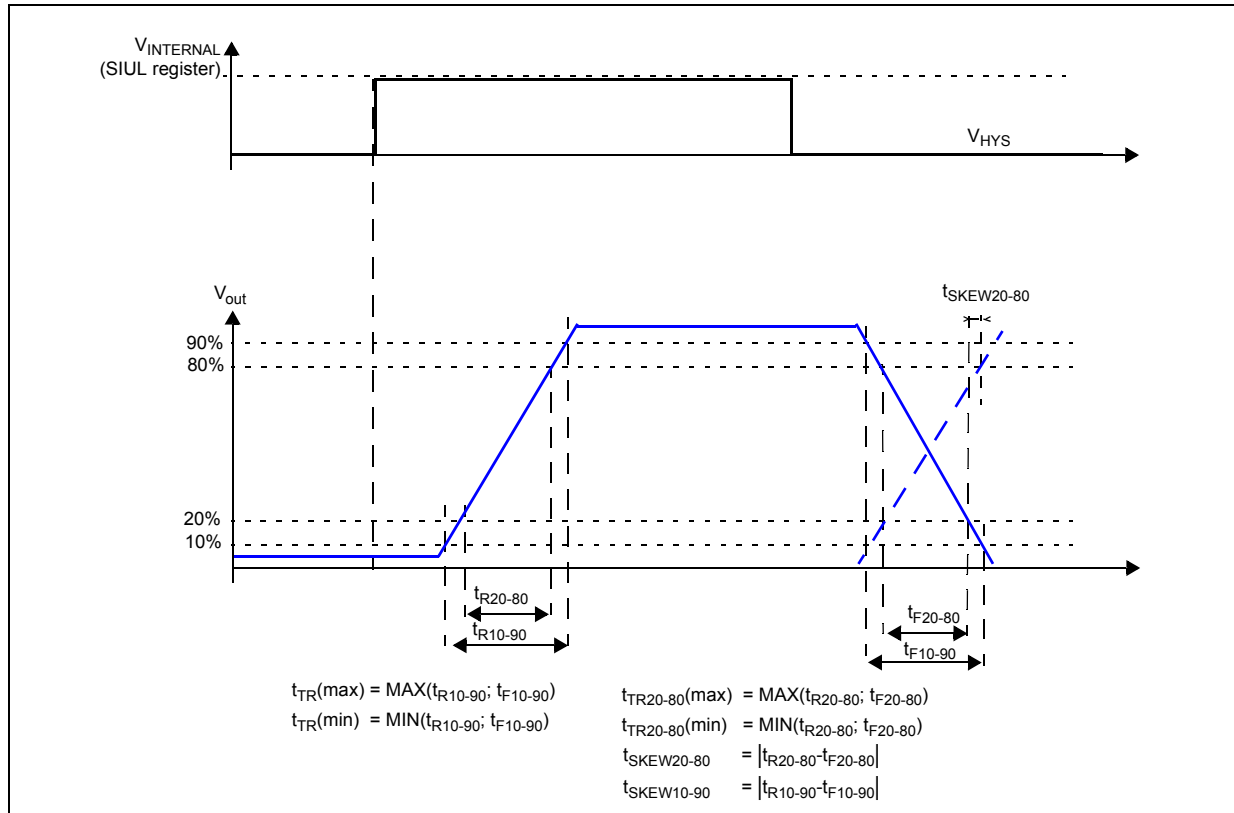 VINTERNAL
(SIUL register)
VHYS
Vout
tSKEW20-80
90%
80%
20%
10%
tR20-80
tR10-90
tF20-80
tF10-90
tTR(max) = MAX(tR10-90; tF10-90)
tTR(min) = MIN(tR10-90; tF10-90)
tTR20-80(max) = MAX(tR20-80; tF20-80)
tTR20-80(min) = MIN(tR20-80; tF20-80)
tSKEW20-80 = |tR20-80-tF20-80|
tSKEW10-90 = |tR10-90-tF10-90|